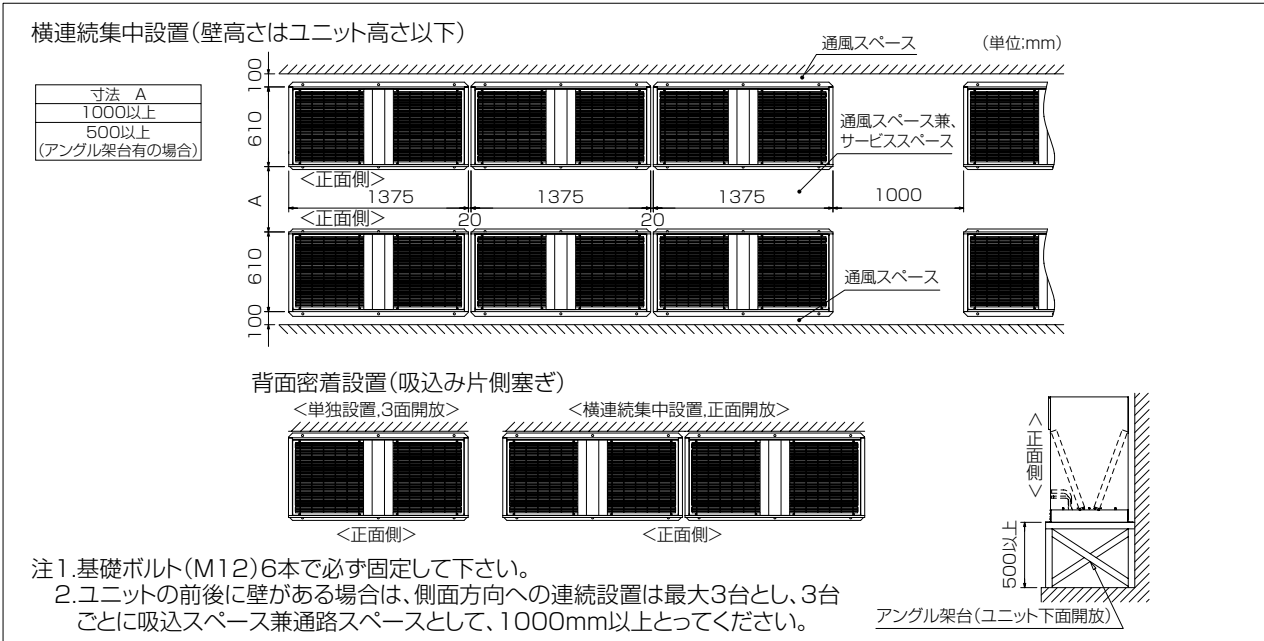 横連続集中設置(壁高さはユニット高さ以下)
通風スペース
(単位:mm)
寸法 A
1000以上
500以上
(アングル架台有の場合)
100
610
A
610
100
通風スペース兼、
サービススペース
<正面側>
1375
1375
1375
1000
<正面側>
20
20
通風スペース
背面密着設置(吸込み片側塞ぎ)
<単独設置,3面開放>
<横連続集中設置,正面開放>
<正面側>
<正面側>
<正面側>
500以上
アングル架台(ユニット下面開放)
注1.基礎ボルト(M12)6本で必ず固定して下さい。
2.ユニットの前後に壁がある場合は、側面方向への連続設置は最大3台とし、3台
ごとに吸込スペース兼通路スペースとして、1000mm以上とってください。